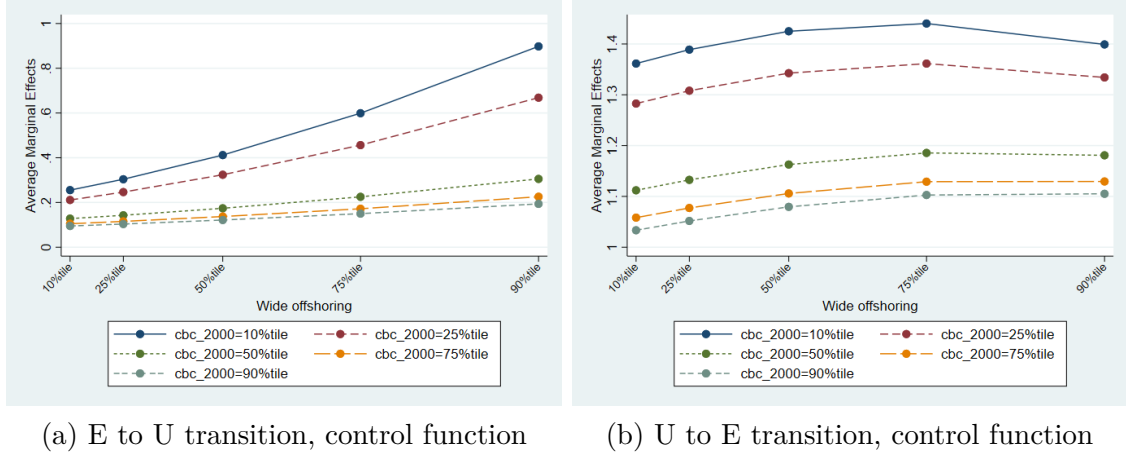 Average Marginal Effects
1
.8
.6
.4
.2
0
10%tile
25%tile
50%tile
75%tile
90%tile
Wide offshoring
cbc_2000=10%tile
cbc_2000=25%tile
cbc_2000=50%tile
cbc_2000=75%tile
cbc_2000=90%tile
(a) E to U transition, control function
Average Marginal Effects
1.4
1.3
1.2
1.1
1
10%tile
25%tile
50%tile
75%tile
90%tile
Wide offshoring
cbc_2000=10%tile
cbc_2000=25%tile
cbc_2000=50%tile
cbc_2000=75%tile
cbc_2000=90%tile
(b) U to E transition, control function